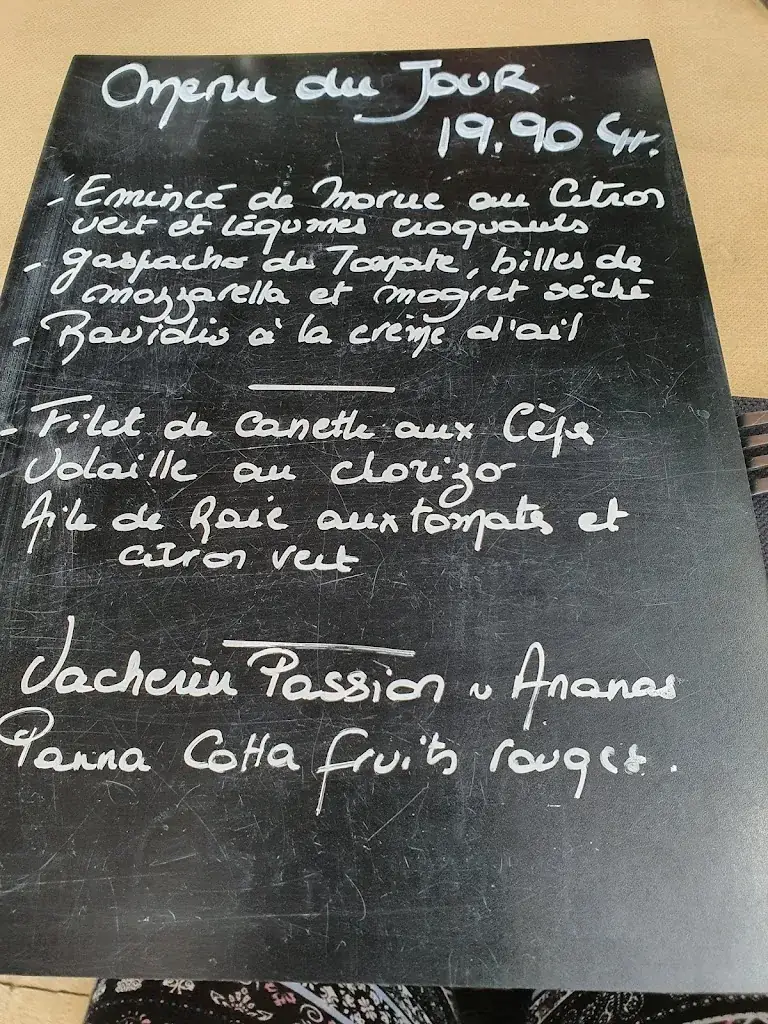 Menu du JOUR
19.90
- Emincé de Morue au Citron
vert et légumes croquants
- gaspacho de Tomate, billes de
mozzarella et magret séché
- Raviolis à la crème d'ail
- Filet de canette aux Cèps
Volaille au chorizo
Aile de Raie aux tomates et
citron vert
Vacherin Passion ~ Ananas
Panna Cotta fruits rouges.